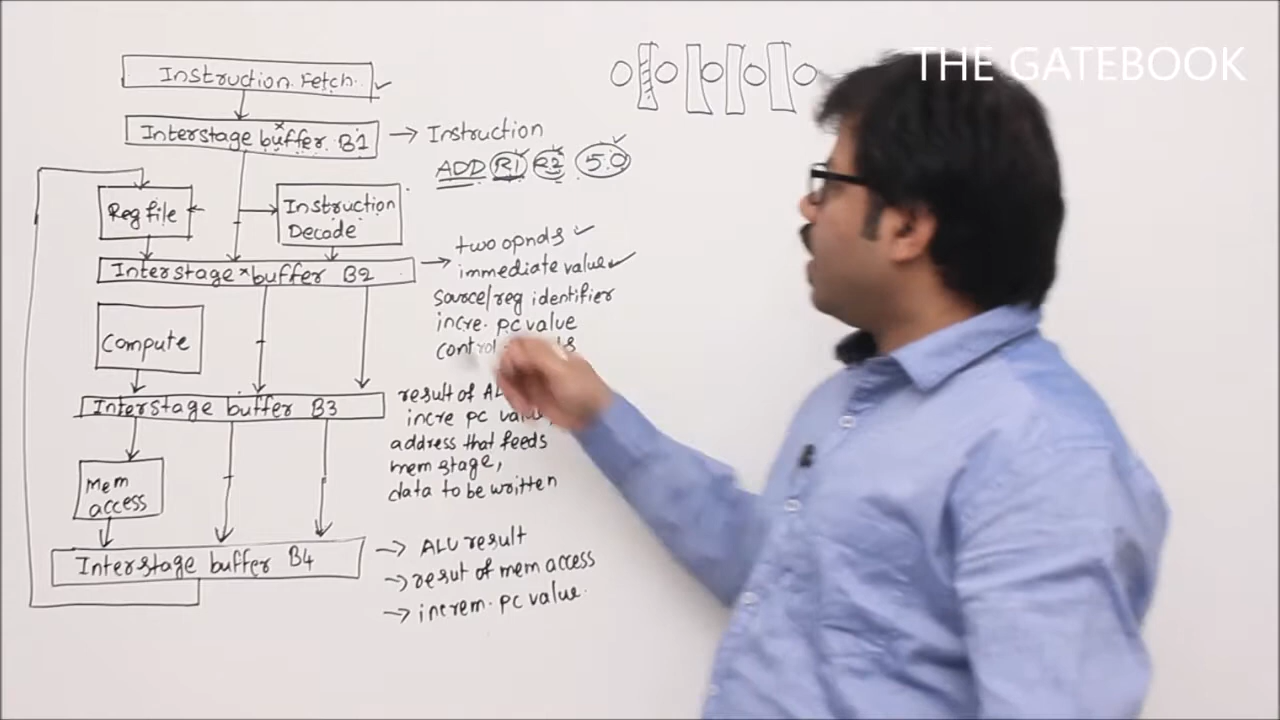 THE GATEBOOK
Instruction Fetch.
Interstage buffer B1
Instruction
ADD R1 R2 50
Reg file
Instruction
Decode
two opnds
immediate value
source/reg identifier
incre. pc value
Interstage buffer B2
Compute
result of
incre pc
address that feeds
mem stage,
data to be written
Interstage buffer B3
Mem
access
Interstage buffer B4
ALU result
resut of mem access
increm. pc value.